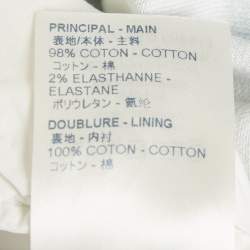 PRINCIPAL - MAIN
表地/本体 - 主料
98% COTON - COTTON
コットン - 棉
2% ELASTHANNE -
ELASTANE
ポリウレタン - 氨纶
DOUBLURE - LINING
裏地 - 内衬
100% COTON - COTTON
コットン - 棉